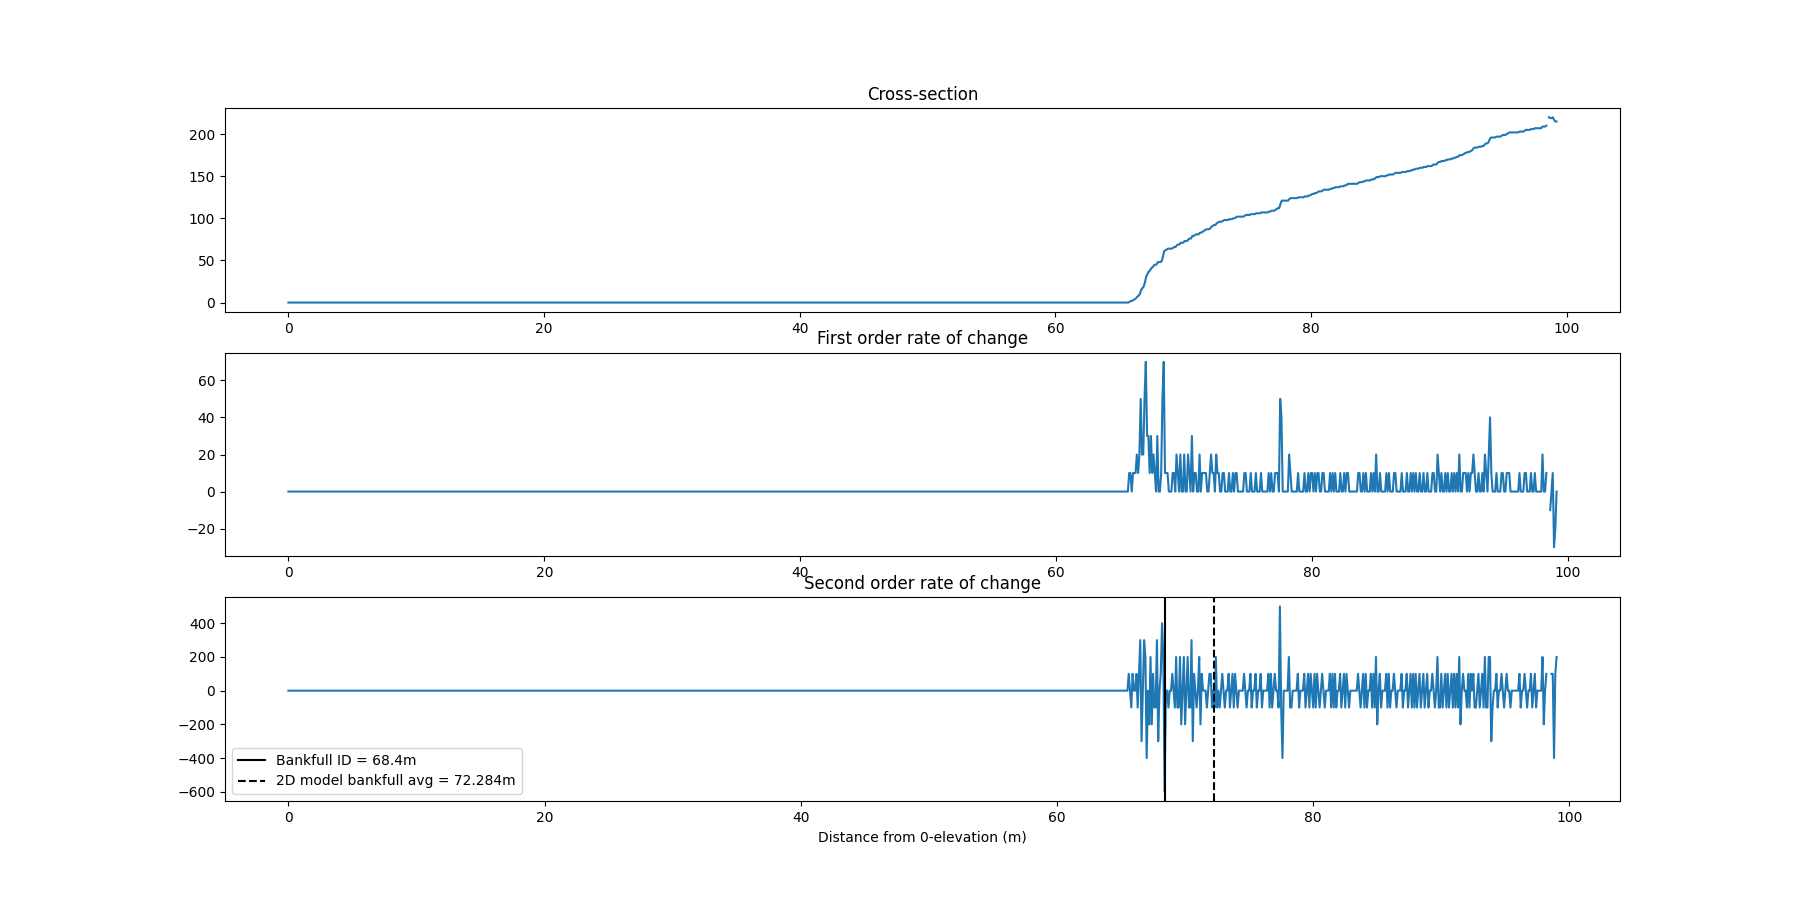 Cross-section
200
150
100
50
0
0 20 40 60 80 100
First order rate of change
60
40
20
0
−20
0 20 40 60 80 100
Second order rate of change
400
200
0
−200
−400
−600
Bankfull ID = 68.4m
2D model bankfull avg = 72.284m
0 20 40 60 80 100
Distance from 0-elevation (m)